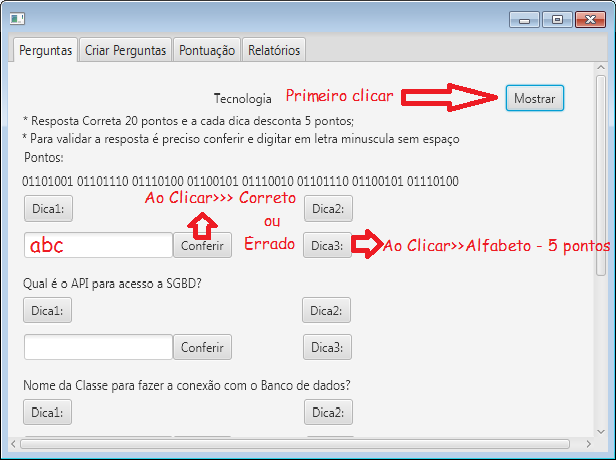 Perguntas Criar Perguntas Pontuação Relatórios
Tecnologia Primeiro clicar Mostrar
* Resposta Correta 20 pontos e a cada dica desconta 5 pontos;
* Para validar a resposta é preciso conferir e digitar em letra minuscula sem espaço
Pontos:
01101001 01101110 01110100 01100101 01110010 01101110 01100101 01110100
Dica1: Ao Clicar>>> Correto Dica2:
ou
abc Conferir Errado Dica3: Ao Clicar>>Alfabeto - 5 pontos
Qual é o API para acesso a SGBD?
Dica1: Dica2:
Conferir Dica3:
Nome da Classe para fazer a conexão com o Banco de dados?
Dica1: Dica2: